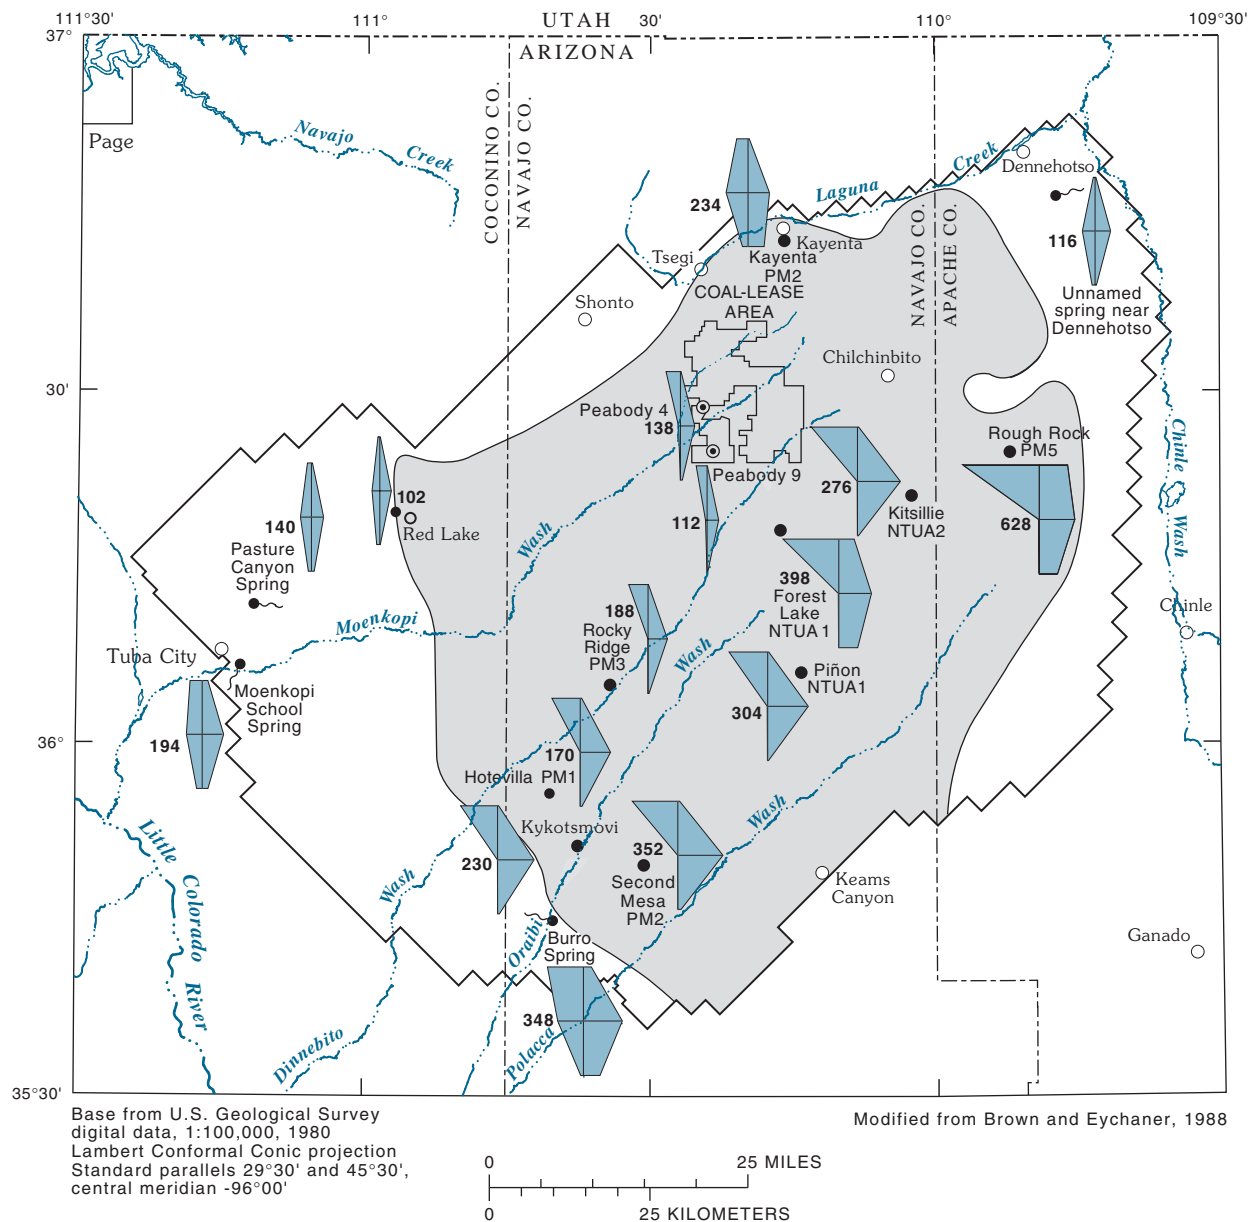 111°30'
111°
UTAH
30'
110°
109°30'
37°
ARIZONA
COCONINO CO.
NAVAJO CO.
Page
Navajo
Creek
Creek
Dennehotso
Laguna
234
116
Kayenta
NAVAJO CO.
APACHE CO.
Tsegi
Kayenta
PM2
COAL-LEASE
AREA
Unnamed
spring near
Dennehotso
Shonto
Chilchinbito
30'
Peabody 4
138
Chinle
Wash
Rough Rock
PM5
Peabody 9
276
102
Red Lake
140
Kitsillie
NTUA2
112
628
Wash
Pasture
Canyon
Spring
398
Forest
Lake
NTUA 1
188
Rocky
Ridge
PM3
Chinle
Moenkopi
Wash
Tuba City
Piñon
NTUA1
Moenkopi
School
Spring
304
194
36°
170
Hotevilla PM1
Wash
Kykotsmovi
Little
Colorado
River
230
352
Second
Mesa
PM2
Wash
Keams
Canyon
Oraibi
Burro
Spring
Ganado
348
Polacca
Dinnebito
35°30'
Base from U.S. Geological Survey
digital data, 1:100,000, 1980
Lambert Conformal Conic projection
Standard parallels 29°30' and 45°30',
central meridian -96°00'
Modified from Brown and Eychaner, 1988
0
25 MILES
0
25 KILOMETERS